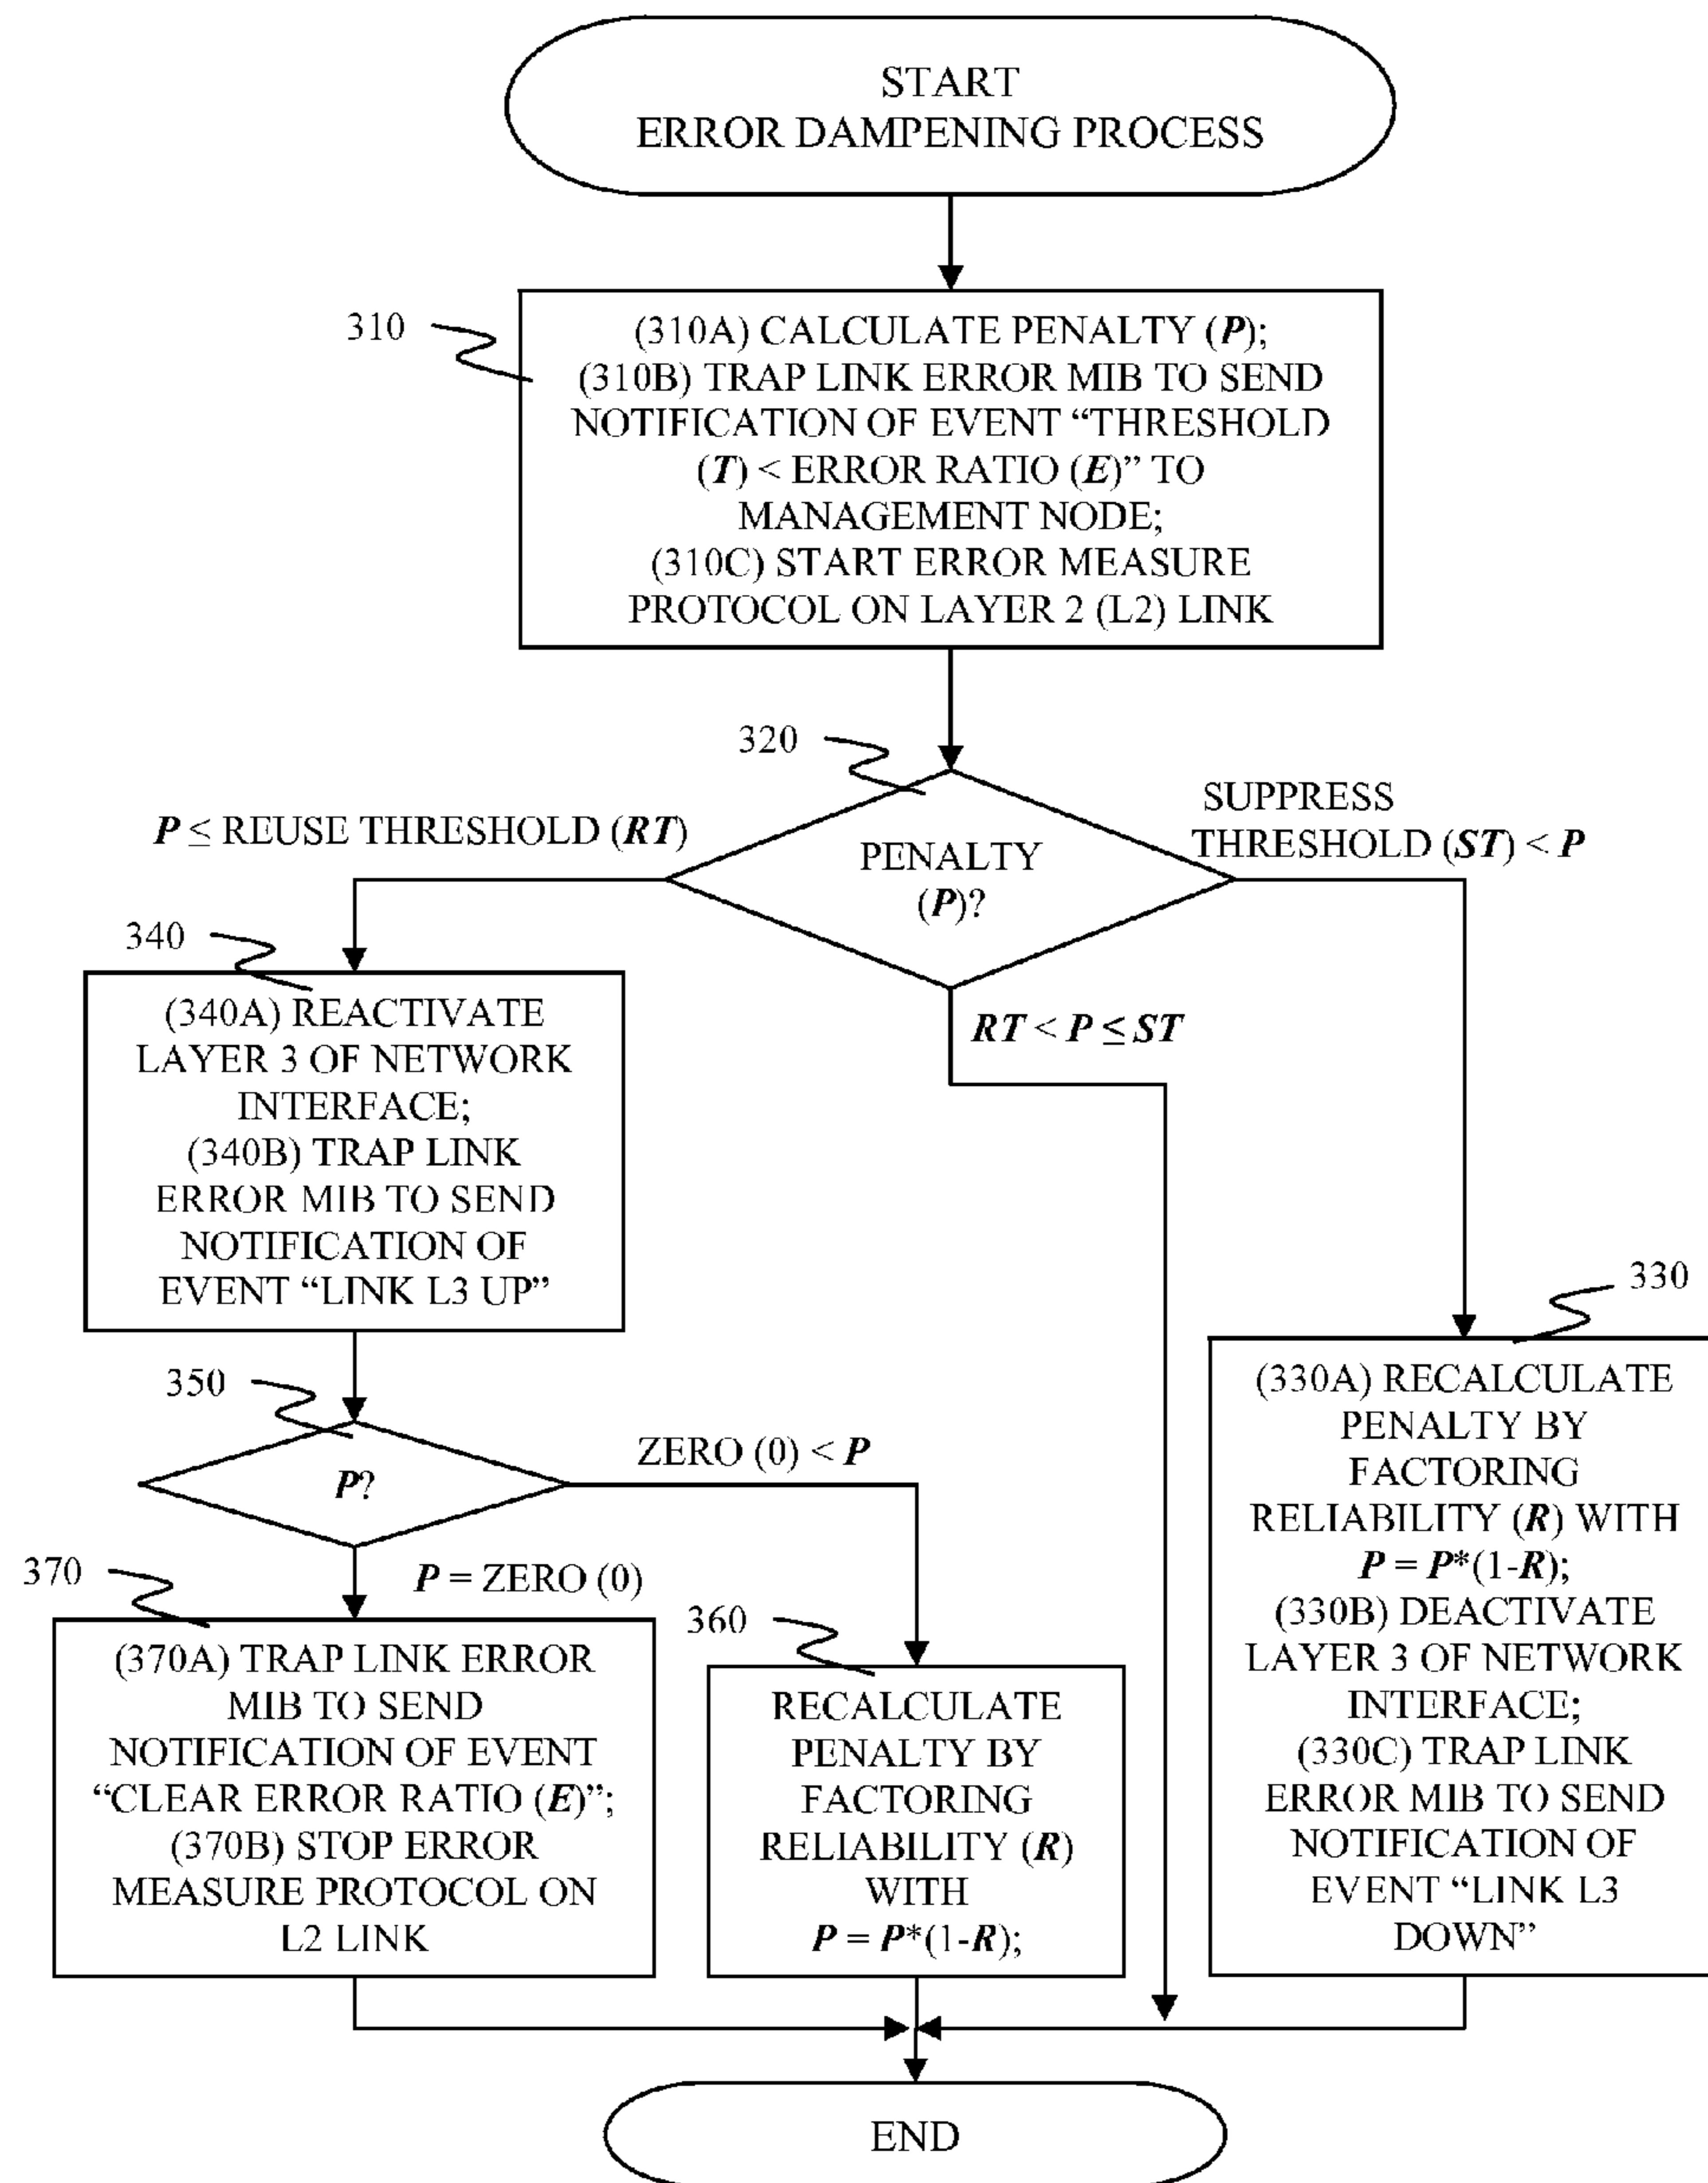 START
ERROR DAMPENING PROCESS
310
(310A) CALCULATE PENALTY (P);
(310B) TRAP LINK ERROR MIB TO SEND
NOTIFICATION OF EVENT “THRESHOLD
(T) < ERROR RATIO (E)” TO
MANAGEMENT NODE;
(310C) START ERROR MEASURE
PROTOCOL ON LAYER 2 (L2) LINK
320
P ≤ REUSE THRESHOLD (RT)
PENALTY
(P)?
SUPPRESS
THRESHOLD (ST) < P
RT < P ≤ ST
340
(340A) REACTIVATE
LAYER 3 OF NETWORK
INTERFACE;
(340B) TRAP LINK
ERROR MIB TO SEND
NOTIFICATION OF
EVENT “LINK L3 UP”
330
(330A) RECALCULATE
PENALTY BY
FACTORING
RELIABILITY (R) WITH
P = P*(1-R);
(330B) DEACTIVATE
LAYER 3 OF NETWORK
INTERFACE;
(330C) TRAP LINK
ERROR MIB TO SEND
NOTIFICATION OF
EVENT “LINK L3
DOWN”
350
P?
ZERO (0) < P
P = ZERO (0)
370
(370A) TRAP LINK ERROR
MIB TO SEND
NOTIFICATION OF EVENT
“CLEAR ERROR RATIO (E)”;
(370B) STOP ERROR
MEASURE PROTOCOL ON
L2 LINK
360
RECALCULATE
PENALTY BY
FACTORING
RELIABILITY (R)
WITH
P = P*(1-R);
END